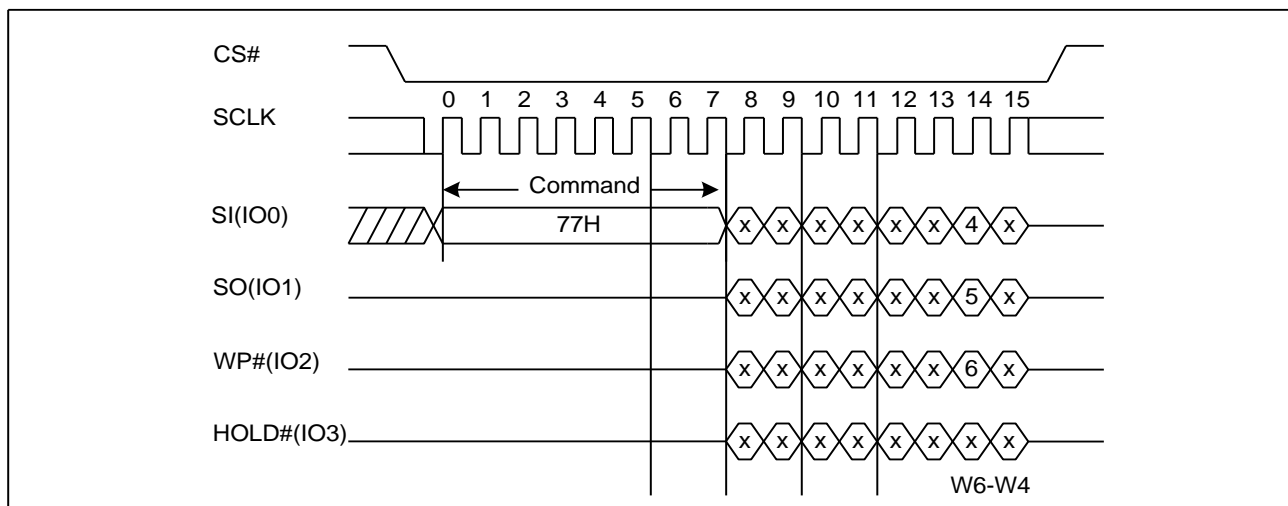 CS#
0 1 2 3 4 5 6 7 8 9 10 11 12 13 14 15
SCLK
Command
SI(IO0) 77H x x x x x x 4 x
SO(IO1) x x x x x x 5 x
WP#(IO2) x x x x x x 6 x
HOLD#(IO3) x x x x x x x x
W6-W4